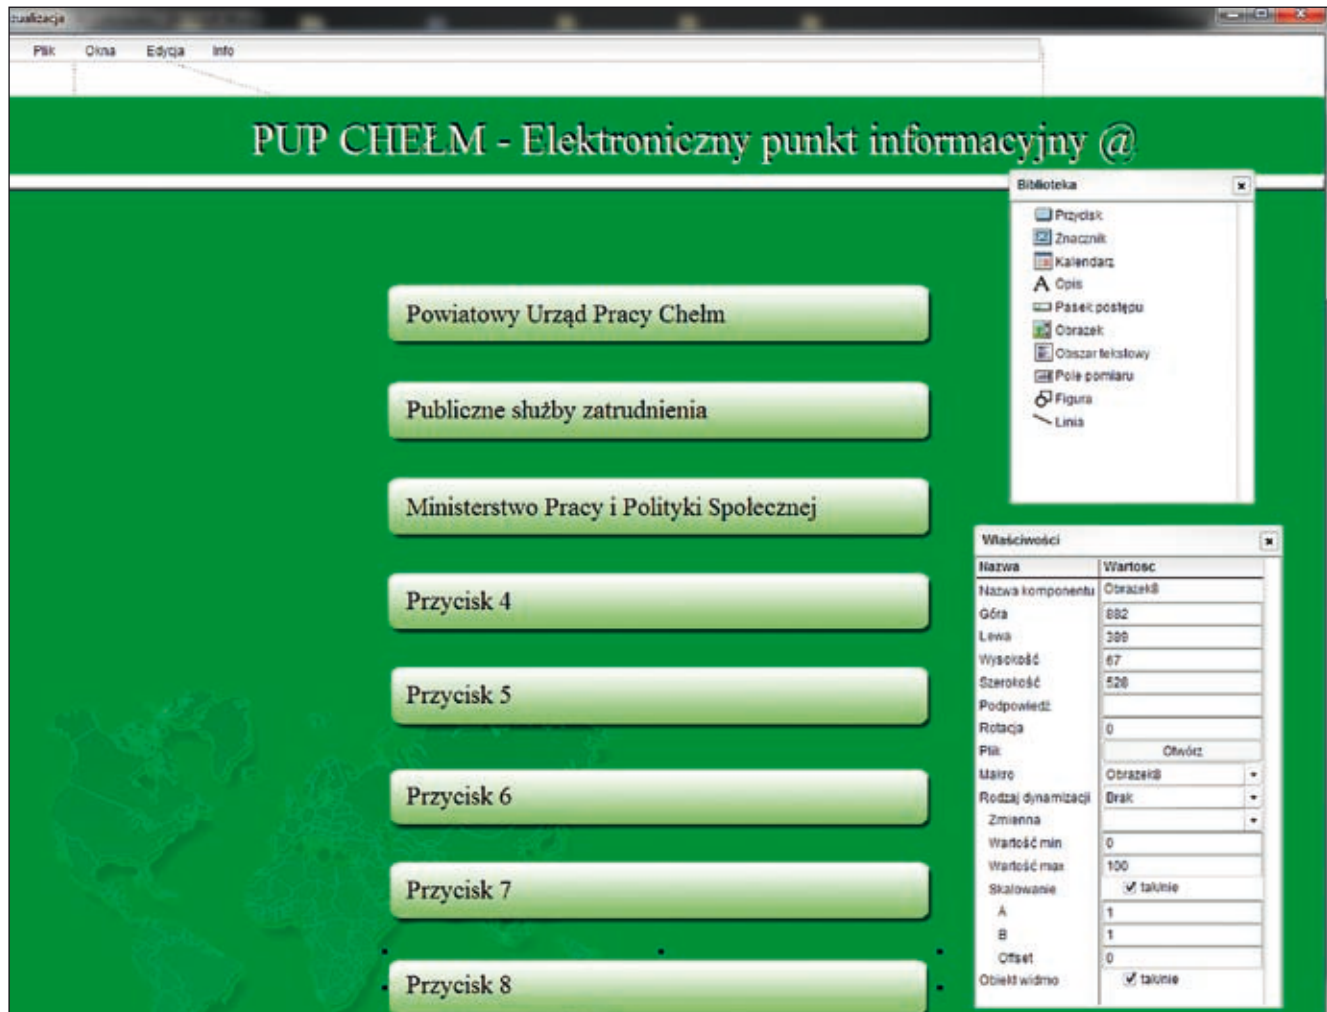 zualizacja
Plik Okna Edycja Info
PUP CHEŁM - Elektroniczny punkt informacyjny @
Biblioteka
Przycisk
Znacznik
Kalendarz
A Opis
Pasek postępu
Obrazek
Obszar tekstowy
Pole pomiaru
Figura
Linia
Powiatowy Urząd Pracy Chełm
Publiczne służby zatrudnienia
Ministerstwo Pracy i Polityki Społecznej
Przycisk 4
Przycisk 5
Przycisk 6
Przycisk 7
Przycisk 8
Właściwości
Nazwa Wartosc
Nazwa komponentu Obrazek8
Góra 882
Lewa 389
Wysokość 67
Szerokość 528
Podpowiedź
Rotacja 0
Plik Otwórz
Makro Obrazek8
Rodzaj dynamizacji Brak
Zmienna
Wartość min 0
Wartość max 100
Skalowanie tak/nie
A 1
B 1
Offset 0
Obiekt widmo tak/nie